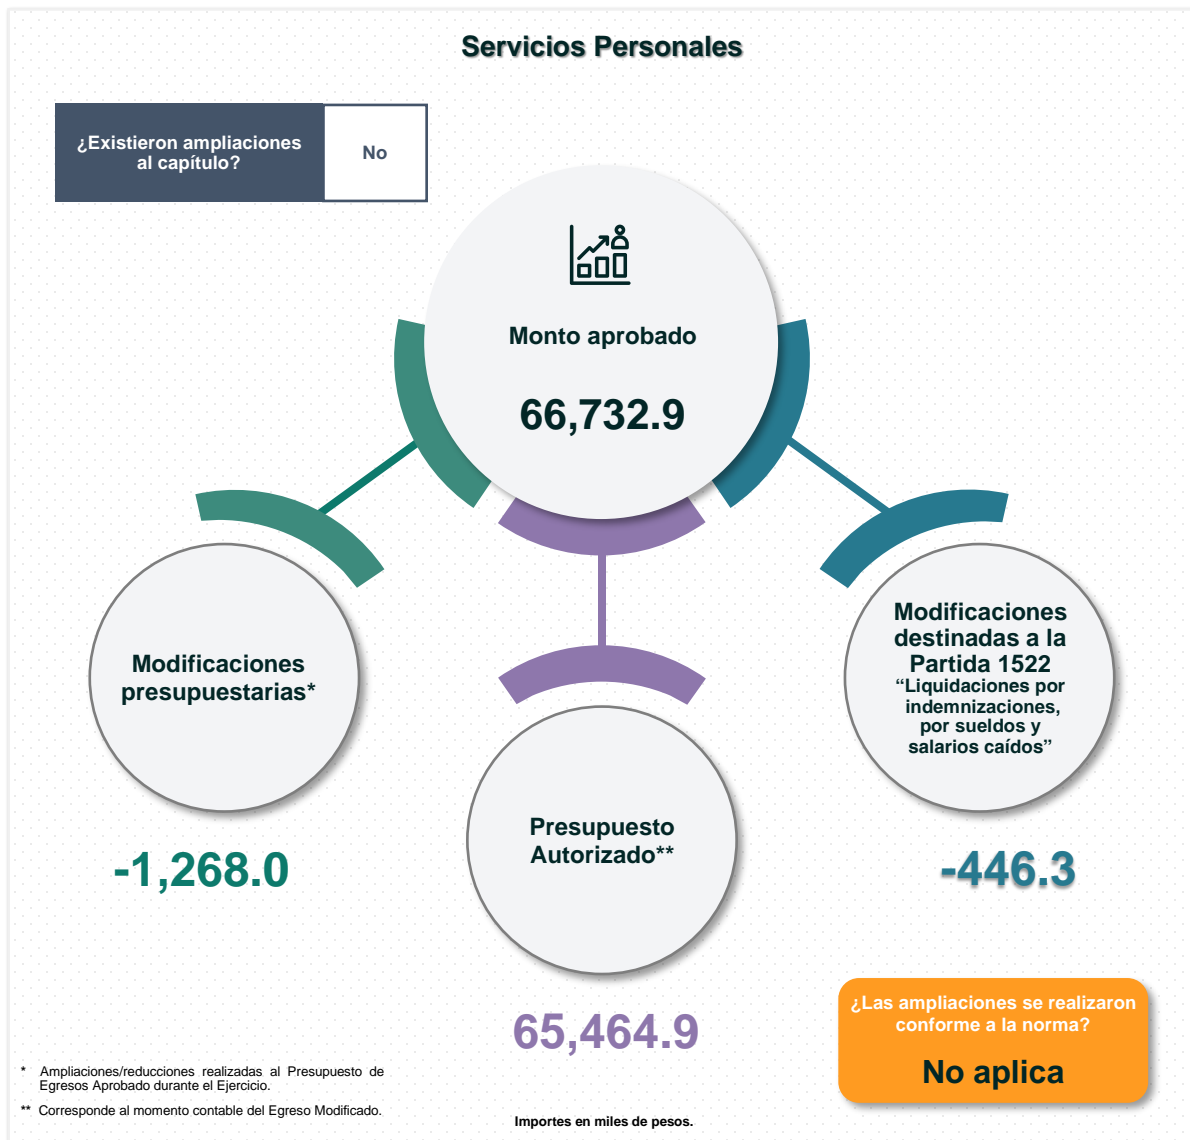 Servicios Personales
¿Existieron ampliaciones
al capítulo?
No
Monto aprobado
66,732.9
Modificaciones
presupuestarias*
-1,268.0
Presupuesto
Autorizado**
65,464.9
Modificaciones
destinadas a la
Partida 1522
“Liquidaciones por
indemnizaciones,
por sueldos y
salarios caídos”
-446.3
¿Las ampliaciones se realizaron
conforme a la norma?
No aplica
* Ampliaciones/reducciones realizadas al Presupuesto de
Egresos Aprobado durante el Ejercicio.
** Corresponde al momento contable del Egreso Modificado.
Importes en miles de pesos.